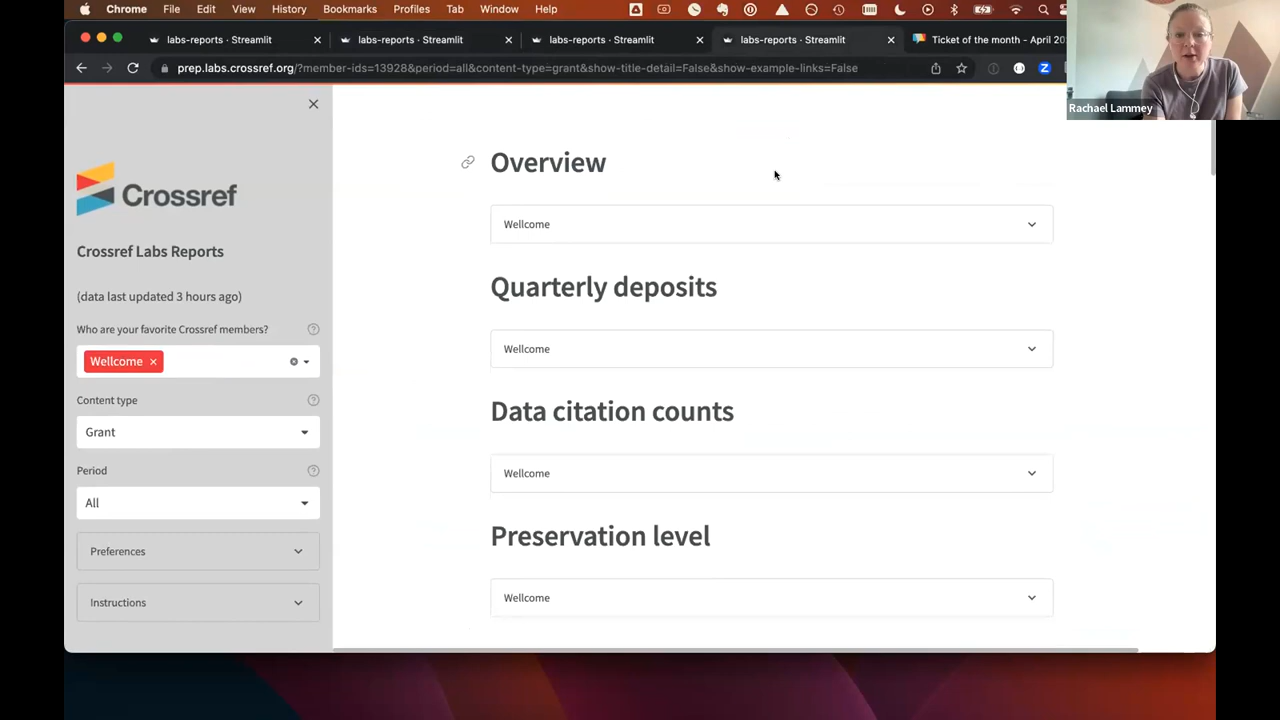 Chrome File Edit View History Bookmarks Profiles Tab Window Help
labs-reports · Streamlit
labs-reports · Streamlit
labs-reports · Streamlit
labs-reports · Streamlit
Ticket of the month - April 20
prep.labs.crossref.org/?member-ids=13928&period=all&content-type=grant&show-title-detail=False&show-example-links=False
Rachael Lammey
Crossref
Crossref Labs Reports
(data last updated 3 hours ago)
Who are your favorite Crossref members?
Wellcome
Content type
Grant
Period
All
Preferences
Instructions
Overview
Wellcome
Quarterly deposits
Wellcome
Data citation counts
Wellcome
Preservation level
Wellcome